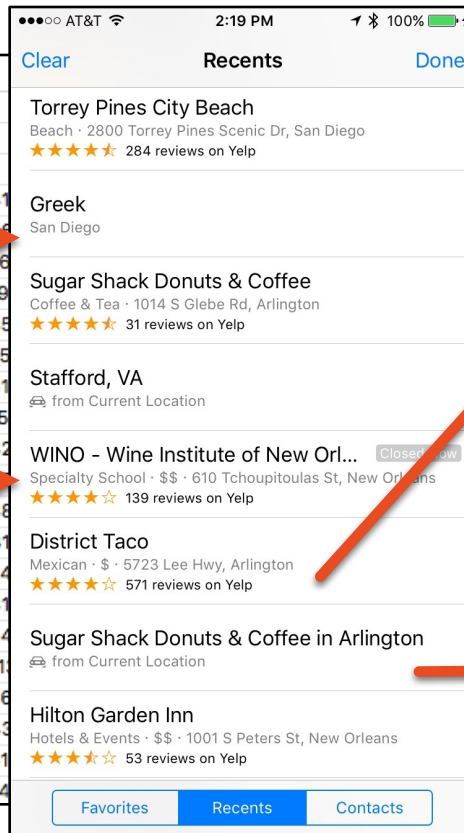 AT&T 2:19 PM 100%
Clear Recents Done
Torrey Pines City Beach
Beach · 2800 Torrey Pines Scenic Dr, San Diego
284 reviews on Yelp
Greek
San Diego
Sugar Shack Donuts & Coffee
Coffee & Tea · 1014 S Glebe Rd, Arlington
31 reviews on Yelp
Stafford, VA
from Current Location
WINO - Wine Institute of New Orl... Closed Now
Specialty School · $$ · 610 Tchoupitoulas St, New Orleans
139 reviews on Yelp
District Taco
Mexican · $ · 5723 Lee Hwy, Arlington
571 reviews on Yelp
Sugar Shack Donuts & Coffee in Arlington
from Current Location
Hilton Garden Inn
Hotels & Events · $$ · 1001 S Peters St, New Orleans
53 reviews on Yelp
Favorites Recents Contacts